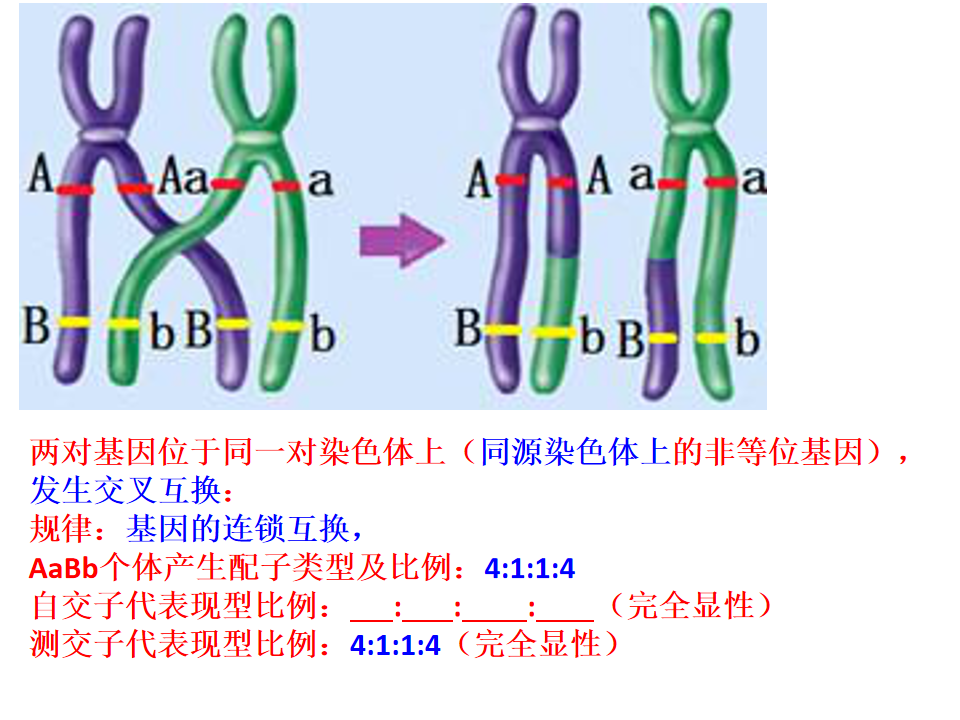 A Aa a A A a a
B b B b B b B b
两对基因位于同一对染色体上（同源染色体上的非等位基因），
发生交叉互换：
规律：基因的连锁互换，
AaBb个体产生配子类型及比例：4:1:1:4
自交子代表现型比例：___:___:____:____（完全显性）
测交子代表现型比例：4:1:1:4（完全显性）